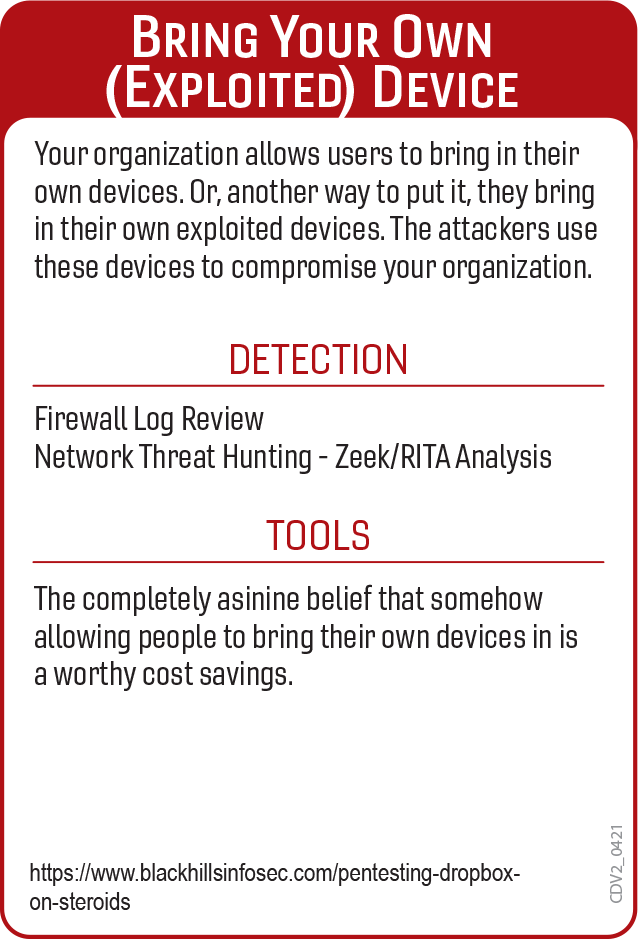 Bring Your Own
(Exploited) Device
Your organization allows users to bring in their
own devices. Or, another way to put it, they bring
in their own exploited devices. The attackers use
these devices to compromise your organization.
DETECTION
Firewall Log Review
Network Threat Hunting - Zeek/RITA Analysis
TOOLS
The completely asinine belief that somehow
allowing people to bring their own devices in is
a worthy cost savings.
https://www.blackhillsinfosec.com/pentesting-dropbox-
on-steroids
CDV2_0421